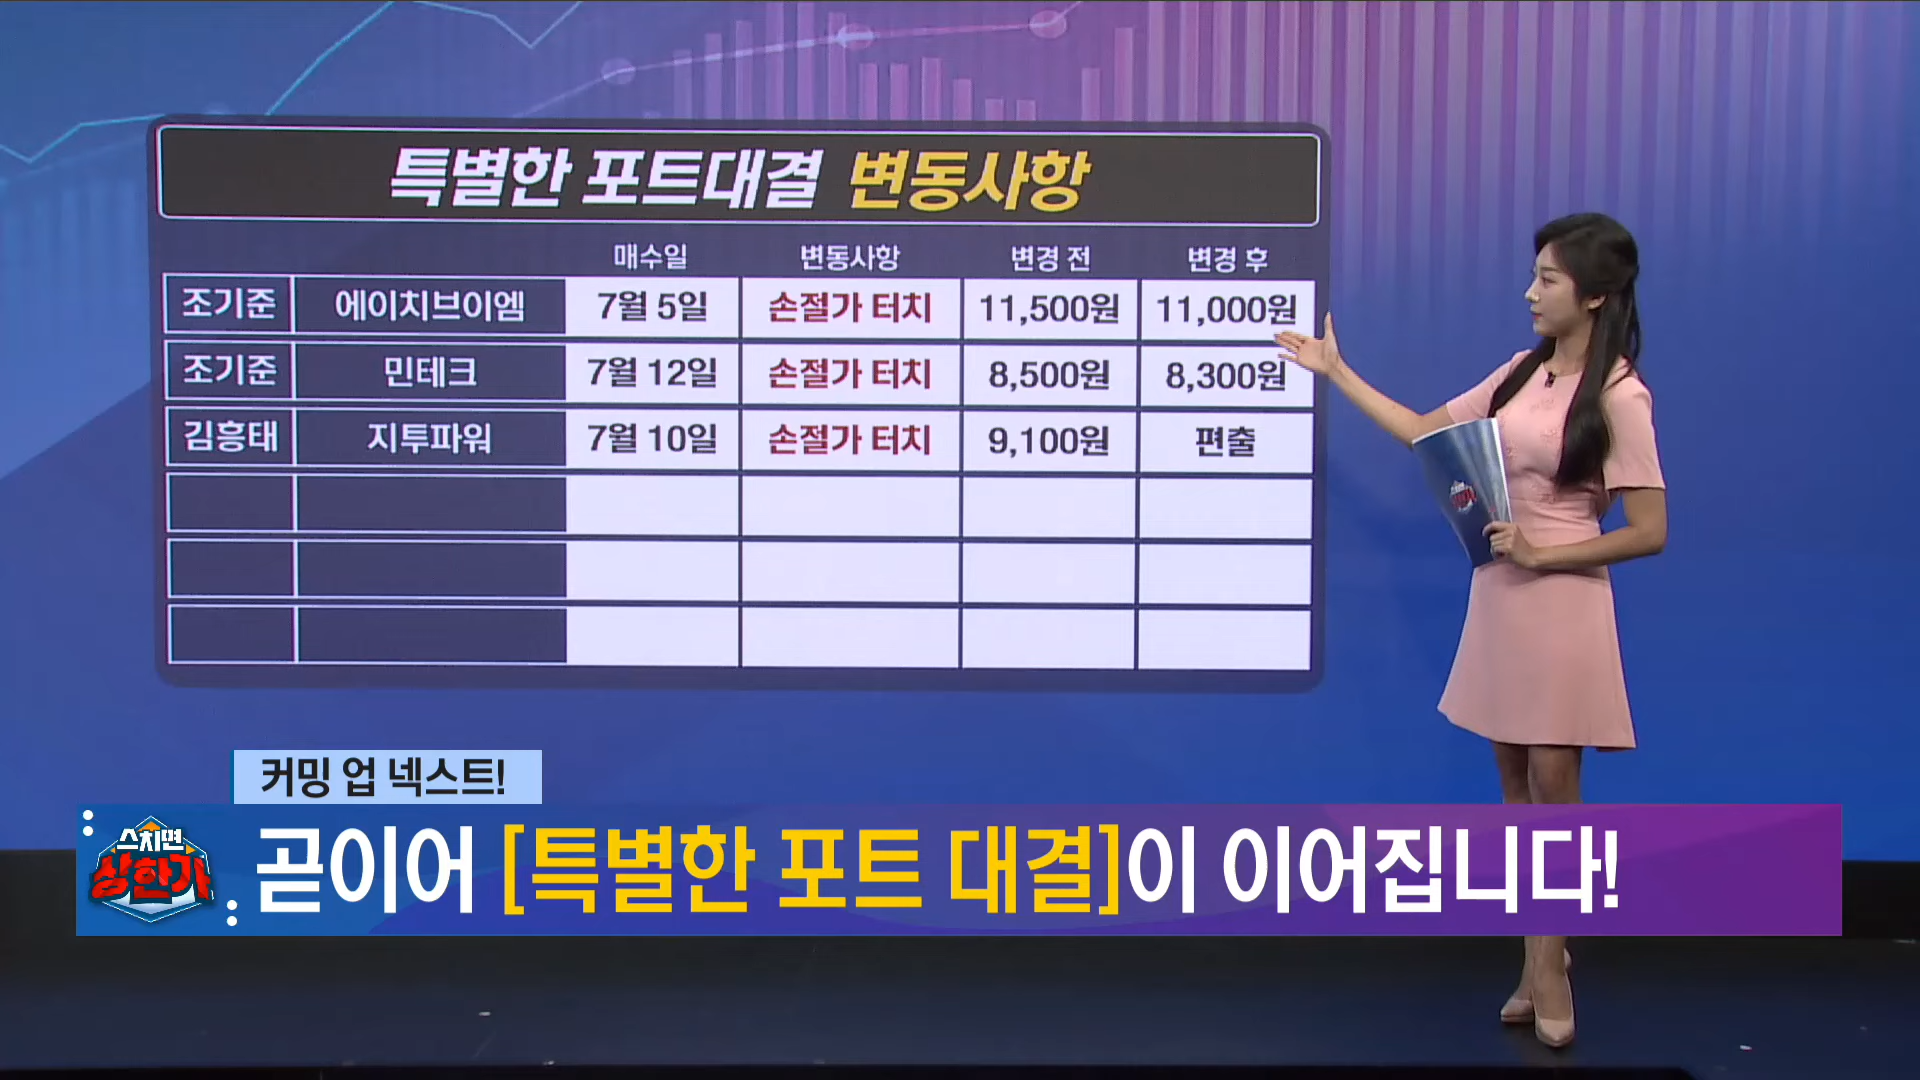 특별한 포트대결 변동사항
매수일 변동사항 변경 전 변경 후
조기준 에이치브이엠 7월 5일 손절가 터치 11,500원 11,000원
조기준 민테크 7월 12일 손절가 터치 8,500원 8,300원
김흥태 지투파워 7월 10일 손절가 터치 9,100원 편출
커밍 업 넥스트!
스치면
상한가
곧이어 [특별한 포트 대결]이 이어집니다!